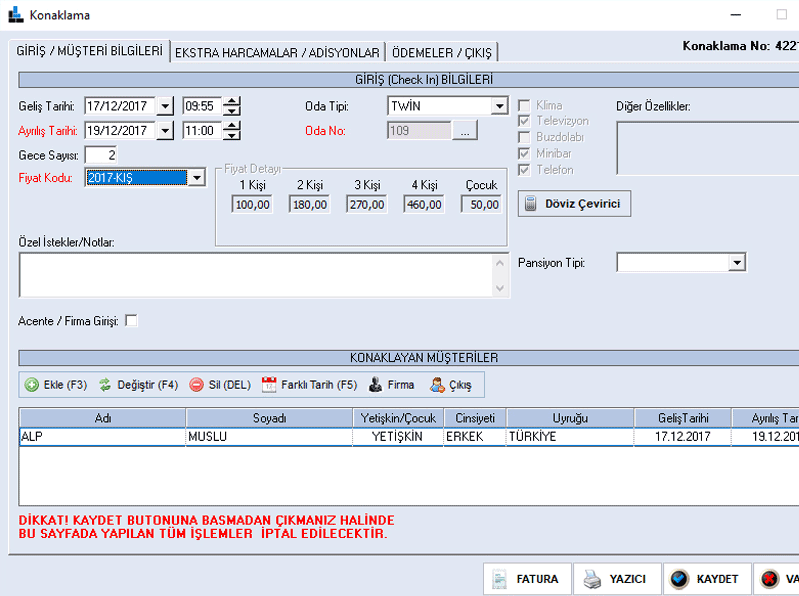 Konaklama
GİRİŞ / MÜŞTERİ BİLGİLERİ
EKSTRA HARCAMALAR / ADİSYONLAR
ÖDEMELER / ÇIKIŞ
Konaklama No: 422
GİRİŞ (Check In) BİLGİLERİ
Geliş Tarihi: 17/12/2017 09:55
Oda Tipi: TWİN
Klima
Diğer Özellikler:
Ayrılış Tarihi: 19/12/2017 11:00
Oda No: 109 ...
Televizyon
Gece Sayısı: 2
Buzdolabı
Minibar
Fiyat Kodu: 2017-KIŞ
Fiyat Detayı
Telefon
1 Kişi 2 Kişi 3 Kişi 4 Kişi Çocuk
100,00 180,00 270,00 460,00 50,00
Döviz Çevirici
Özel İstekler/Notlar:
Pansiyon Tipi:
Acente / Firma Girişi:
KONAKLAYAN MÜŞTERİLER
Ekle (F3) Değiştir (F4) Sil (DEL) Farklı Tarih (F5) Firma Çıkış
Adı Soyadı Yetişkin/Çocuk Cinsiyeti Uyruğu GelişTarihi Ayrılış Tar
ALP MUSLU YETİŞKİN ERKEK TÜRKİYE 17.12.2017 19.12.201
DİKKAT! KAYDET BUTONUNA BASMADAN ÇIKMANIZ HALİNDE
BU SAYFADA YAPILAN TÜM İŞLEMLER İPTAL EDİLECEKTİR.
FATURA YAZICI KAYDET VA